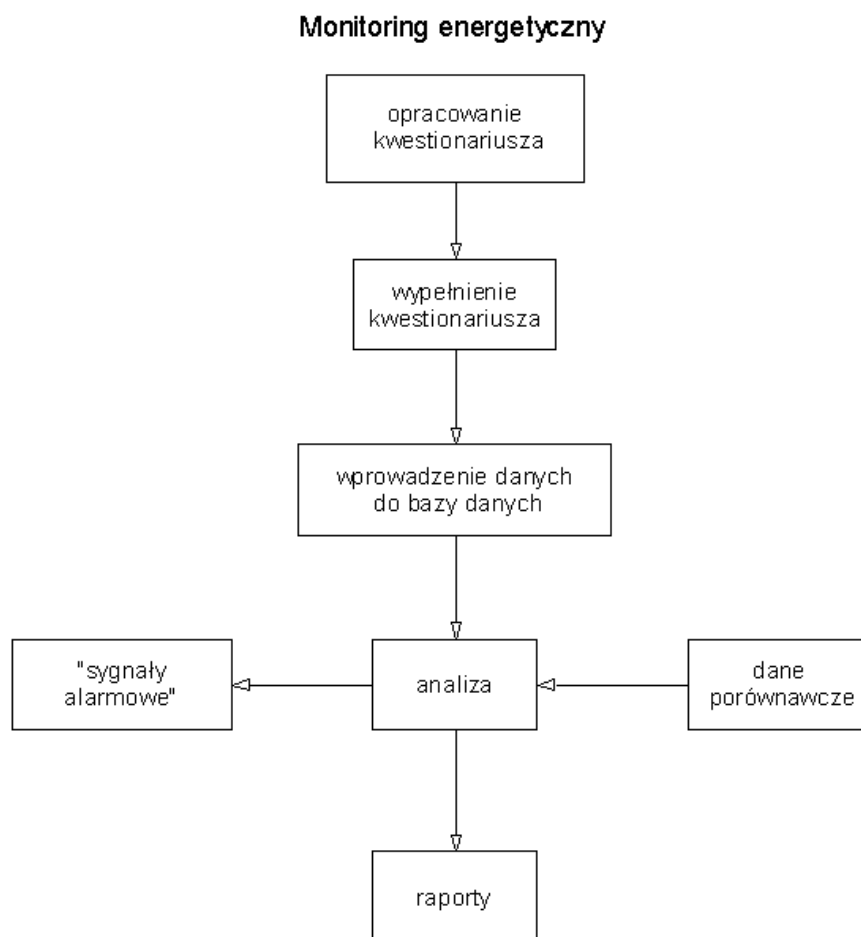 Monitoring energetyczny
opracowanie
kwestionariusza
wypełnienie
kwestionariusza
wprowadzenie danych
do bazy danych
"sygnały
alarmowe"
analiza
dane
porównawcze
raporty